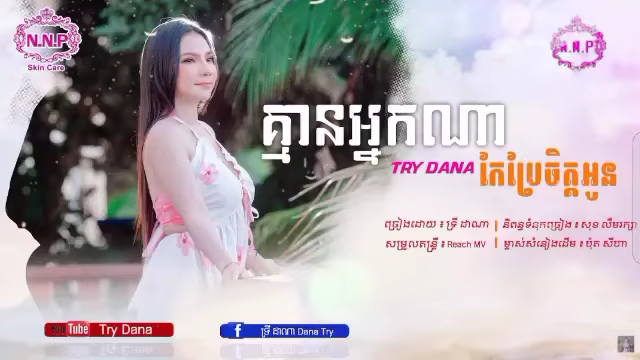 N.N.P
Skin Care
N.N.P
គ្មានអ្នកណា
TRY DANA កែប្រែចិត្តអូន
ច្រៀងដោយ ៖ ទ្រី ដាណា | និពន្ធទំនុកច្រៀង ៖ សុខ លឹមរក្សា
សម្រួលតន្ត្រី ៖ Reach MV | ម្ចាស់សំនៀងដើម ៖ ប៉ុត សីហា
YouTube Try Dana
f ទ្រី ដាណា Dana Try